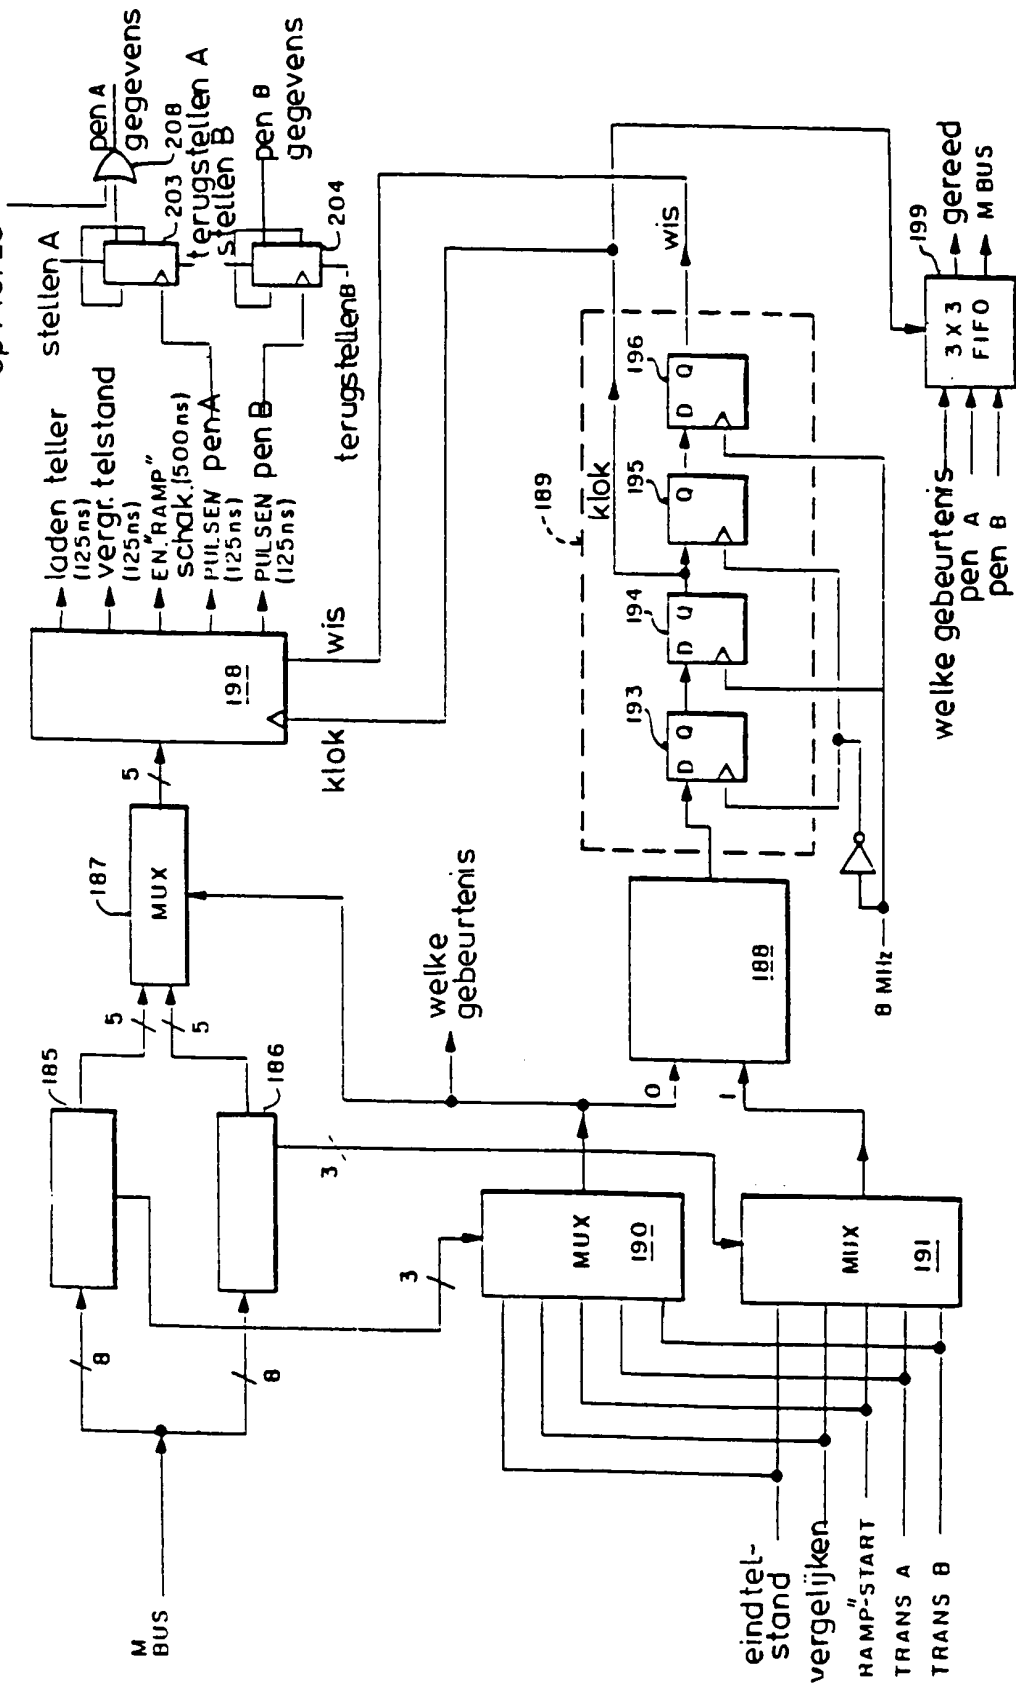 pen A
gegevens
208
stellen A
203
terugstellen A
stellen B
pen B
gegevens
204
terugstellen B
laden teller
(125ns)
vergr. telstand
(125ns)
EN."RAMP"
schak.(500ns)
PULSEN pen A
(125ns)
PULSEN pen B
(125ns)
198
wis
klok
5
187
MUX
5
5
185
186
8
8
M
BUS
3
3
welke
gebeurtenis
MUX
190
MUX
191
0
1
188
189
klok
wis
193
D Q
194
D Q
195
Q
196
D Q
8 MHz
199
3 X 3
FIFO
gereed
M BUS
welke gebeurtenis
pen A
pen B
eindtel-
stand
vergelijken
RAMP"-START
TRANS A
TRANS B